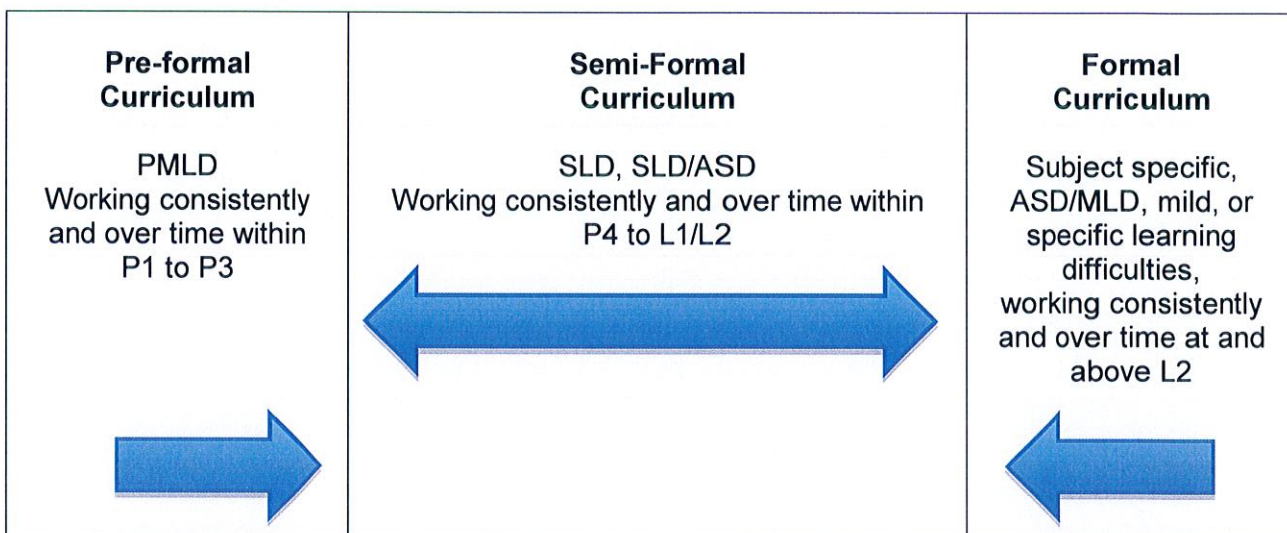 Pre-formal
Curriculum
PMLD
Working consistently
and over time within
P1 to P3
Semi-Formal
Curriculum
SLD, SLD/ASD
Working consistently and over time within
P4 to L1/L2
Formal
Curriculum
Subject specific,
ASD/MLD, mild, or
specific learning
difficulties,
working consistently
and over time at and
above L2